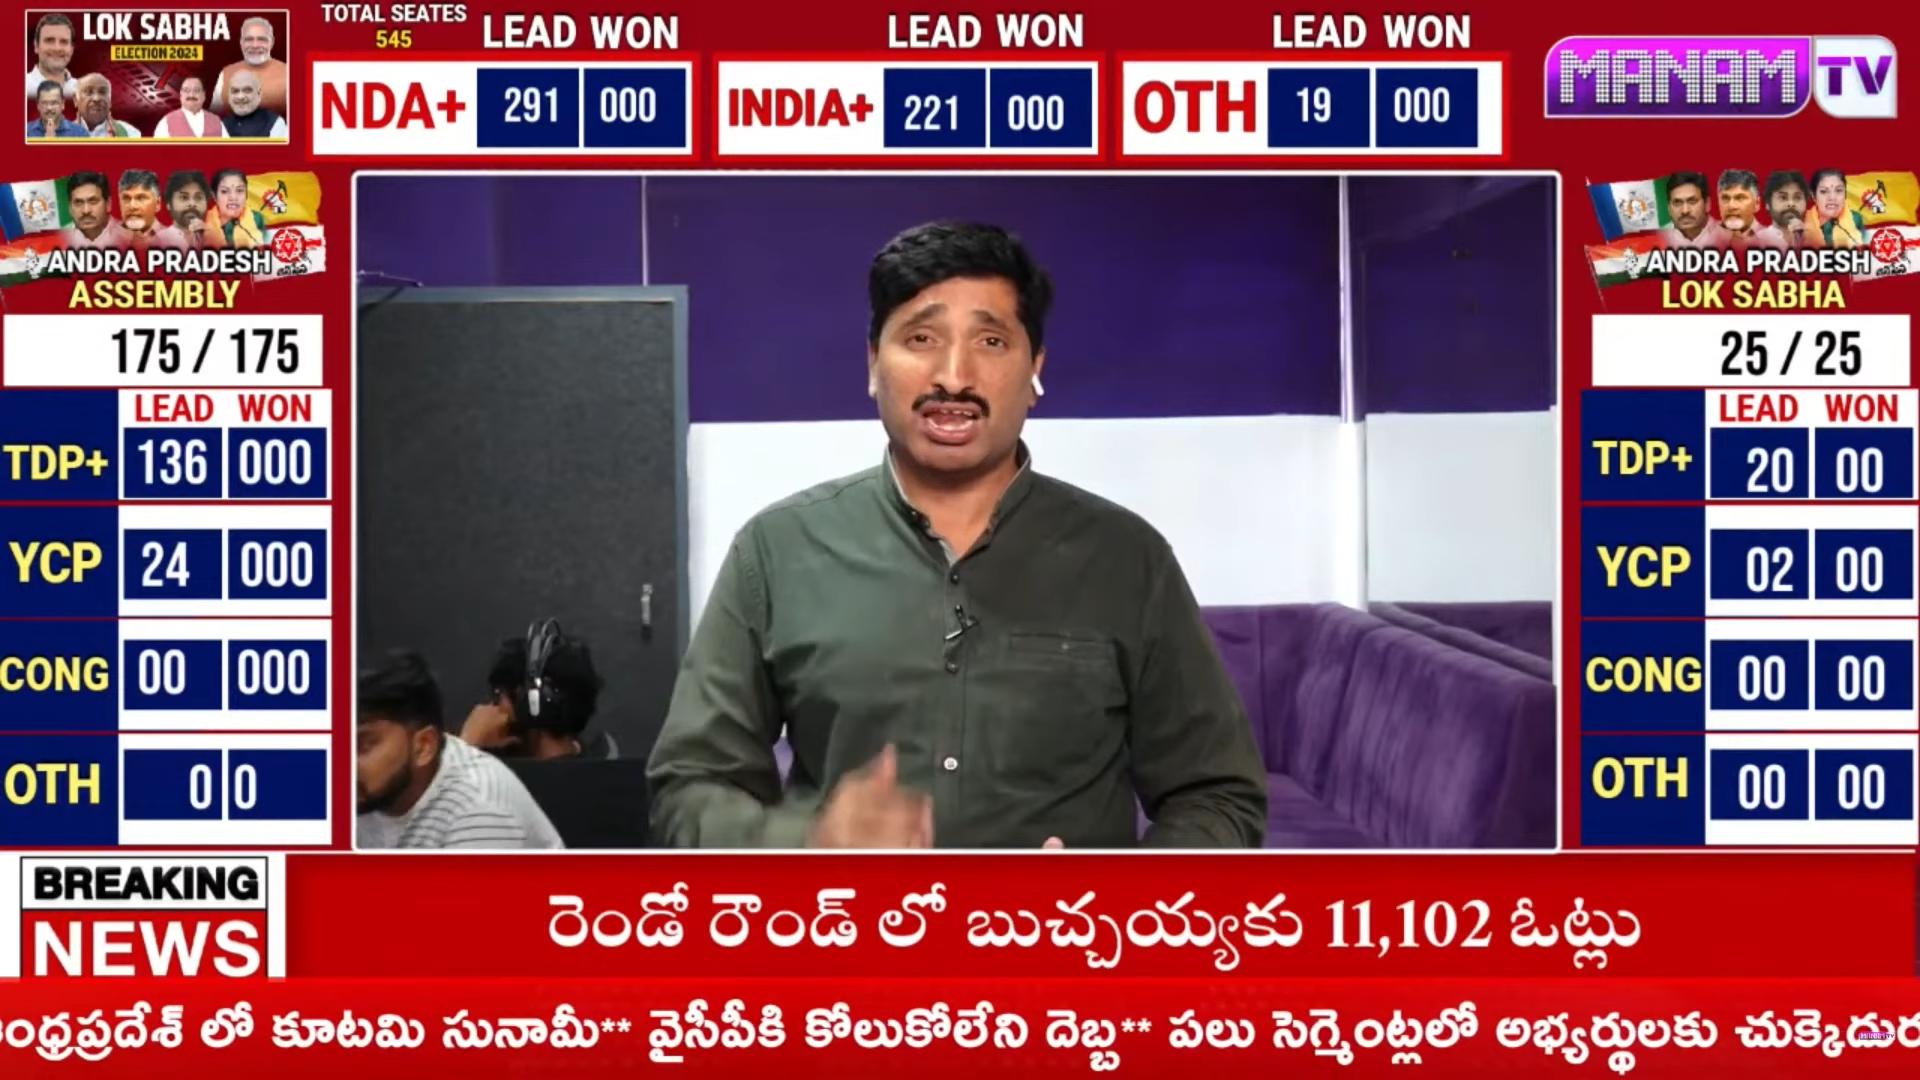 LOK SABHA
ELECTION 2024
TOTAL SEATES
545
LEAD WON
NDA+ 291 000
LEAD WON
INDIA+ 221 000
LEAD WON
OTH 19 000
MANAM TV
ANDRA PRADESH
ASSEMBLY
175 / 175
LEAD WON
TDP+ 136 000
YCP 24 000
CONG 00 000
OTH 0 0
ANDRA PRADESH
LOK SABHA
25 / 25
LEAD WON
TDP+ 20 00
YCP 02 00
CONG 00 00
OTH 00 00
BREAKING
NEWS
రెండో రౌండ్ లో బుచ్చయ్యకు 11,102 ఓట్లు
ఆంధ్రప్రదేశ్ లో కూటమి సునామీ** వైసీపీకి కోలుకోలేని దెబ్బ** పలు సెగ్మెంట్లలో అభ్యర్థులకు చుక్కెదుర